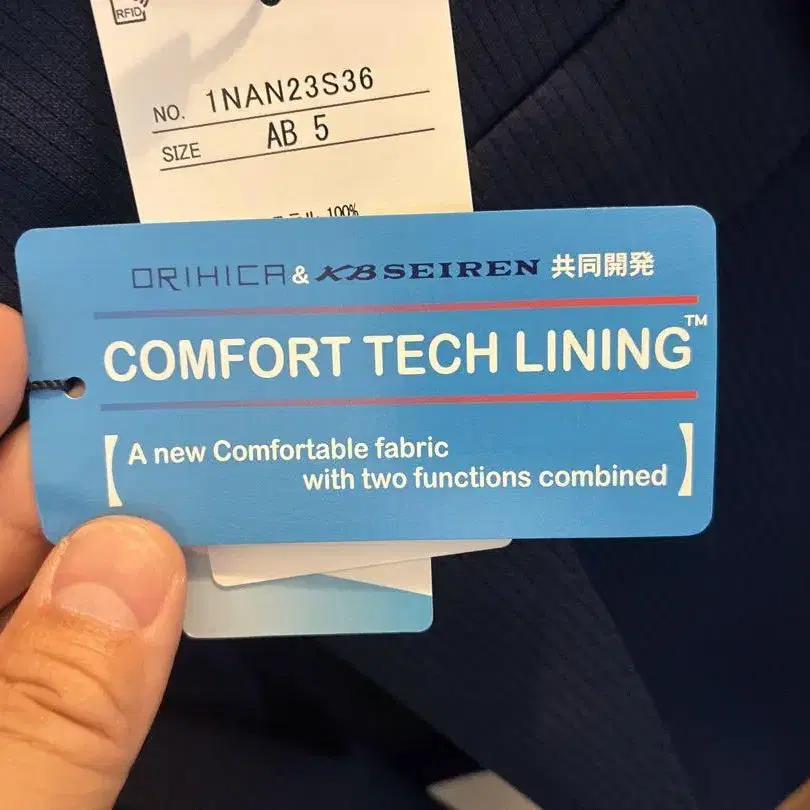 RFID
NO. 1NAN23S36
SIZE AB 5
100%
ORIHICA & KB SEIREN 共同開発
COMFORT TECH LINING™
【A new Comfortable fabric
with two functions combined】